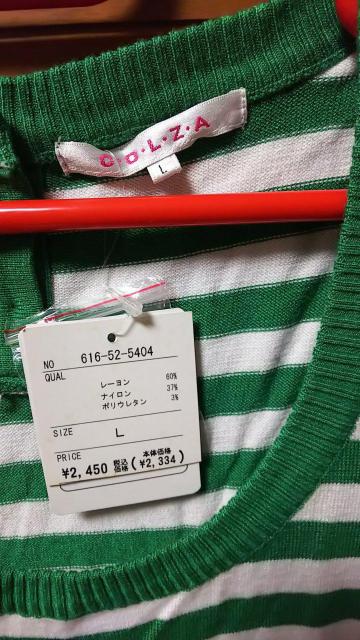 C·O·L·Z·A
L
NO 616-52-5404
QUAL
レーヨン 60%
ナイロン 37%
ポリウレタン 3%
SIZE L
PRICE 本体価格
¥2,450 税込価格 (¥2,334)